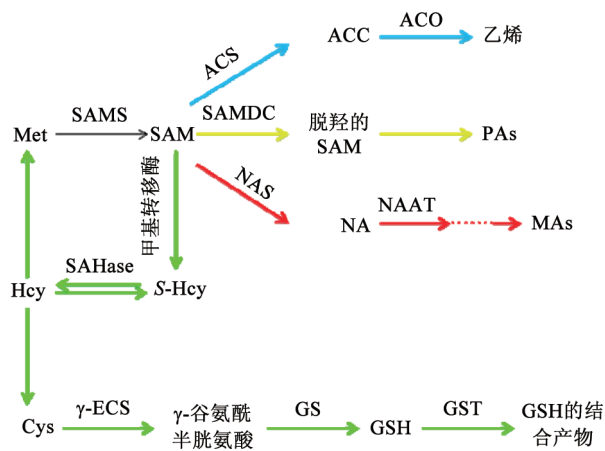 ACC
ACO
乙烯
ACS
Met
SAMS
SAM
SAMDC
脱羟的
SAM
PAs
甲基转移酶
NAS
NA
NAAT
MAs
Hcy
SAHase
S-Hcy
Cys
γ-ECS
γ-谷氨酰
半胱氨酸
GS
GSH
GST
GSH的结
合产物